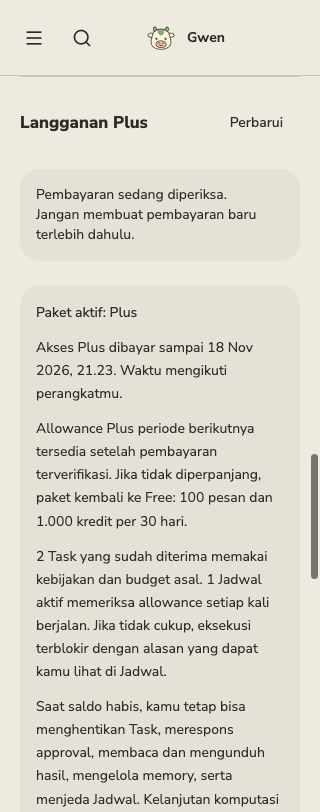 Gwen
Langganan Plus
Perbarui
Pembayaran sedang diperiksa.
Jangan membuat pembayaran baru
terlebih dahulu.
Paket aktif: Plus
Akses Plus dibayar sampai 18 Nov
2026, 21.23. Waktu mengikuti
perangkatmu.
Allowance Plus periode berikutnya
tersedia setelah pembayaran
terverifikasi. Jika tidak diperpanjang,
paket kembali ke Free: 100 pesan dan
1.000 kredit per 30 hari.
2 Task yang sudah diterima memakai
kebijakan dan budget asal. 1 Jadwal
aktif memeriksa allowance setiap kali
berjalan. Jika tidak cukup, eksekusi
terblokir dengan alasan yang dapat
kamu lihat di Jadwal.
Saat saldo habis, kamu tetap bisa
menghentikan Task, merespons
approval, membaca dan mengunduh
hasil, mengelola memory, serta
menjeda Jadwal. Kelanjutan komputasi